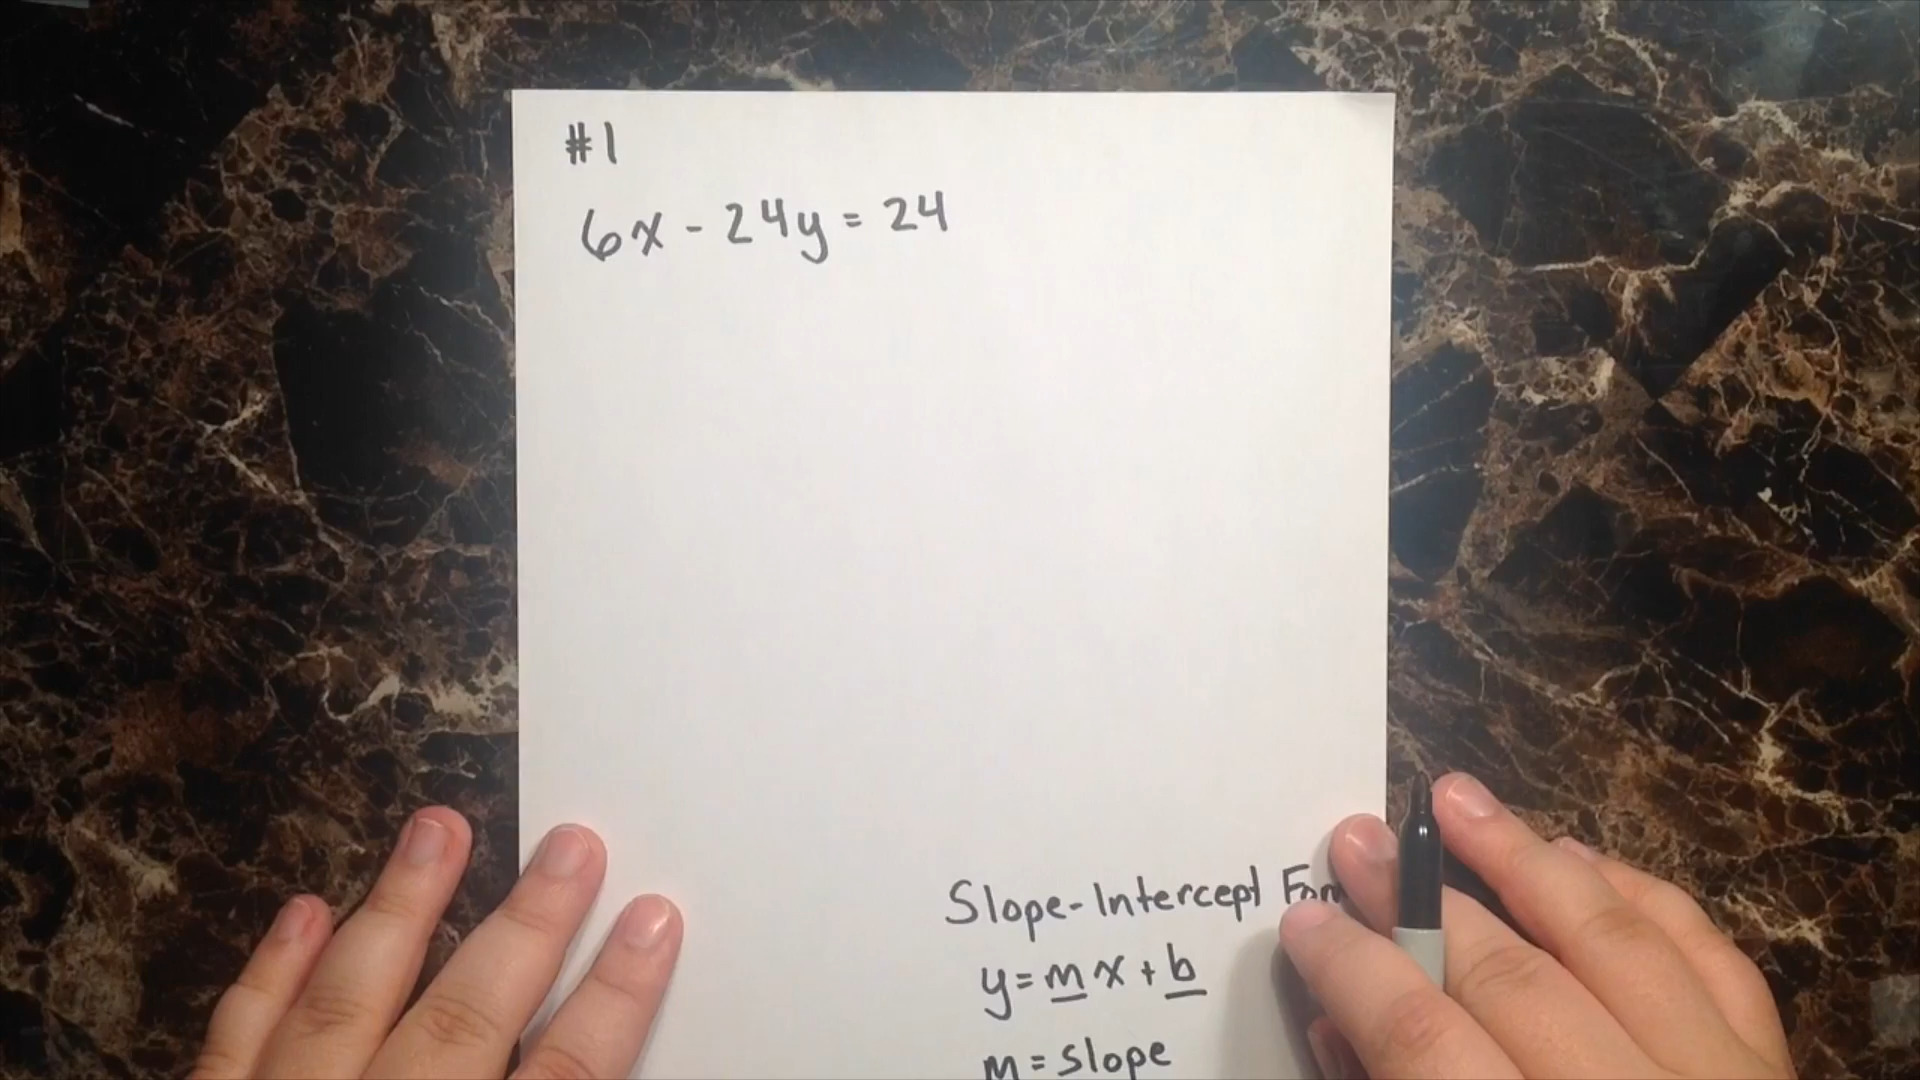 #1
6x - 24y = 24
Slope-Intercept
y = mx + b
m = slope